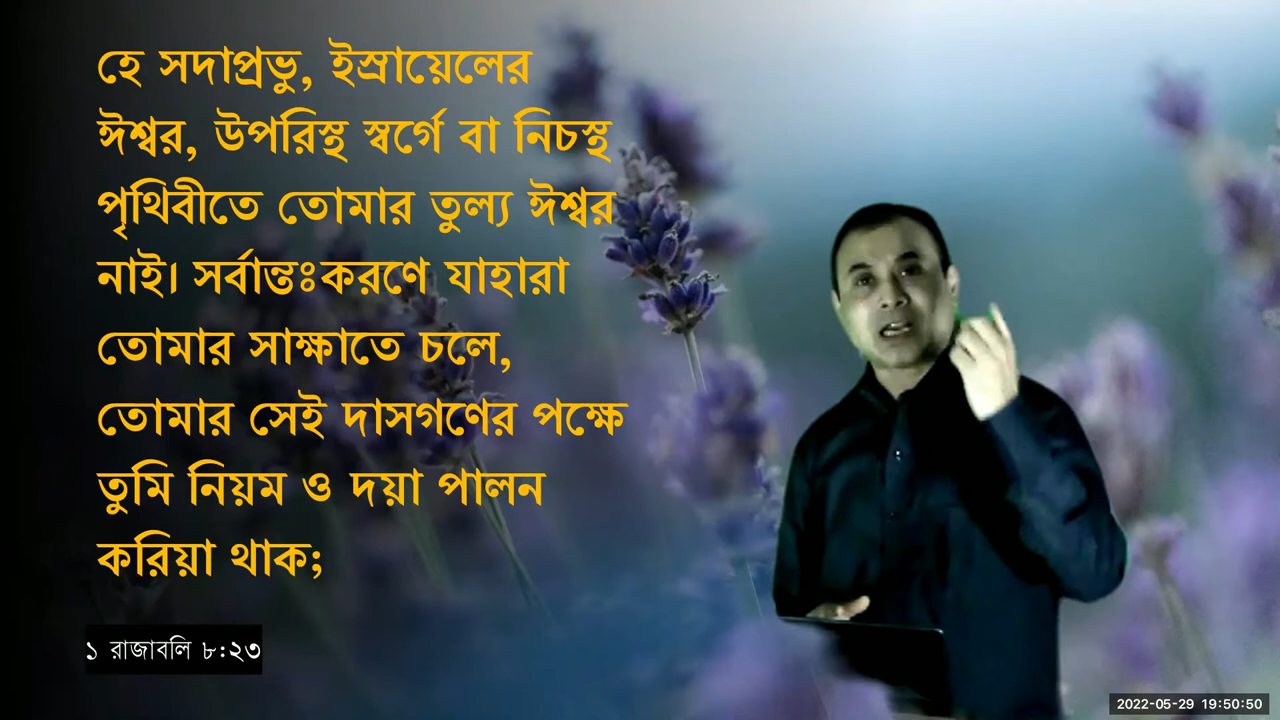 হে সদাপ্রভু, ইস্রায়েলের
ঈশ্বর, উপরিস্থ স্বর্গে বা নিচস্থ
পৃথিবীতে তোমার তুল্য ঈশ্বর
নাই। সর্বান্তঃকরণে যাহারা
তোমার সাক্ষাতে চলে,
তোমার সেই দাসগণের পক্ষে
তুমি নিয়ম ও দয়া পালন
করিয়া থাক;
১ রাজাবলি ৮:২৩
2022-05-29 19:50:50